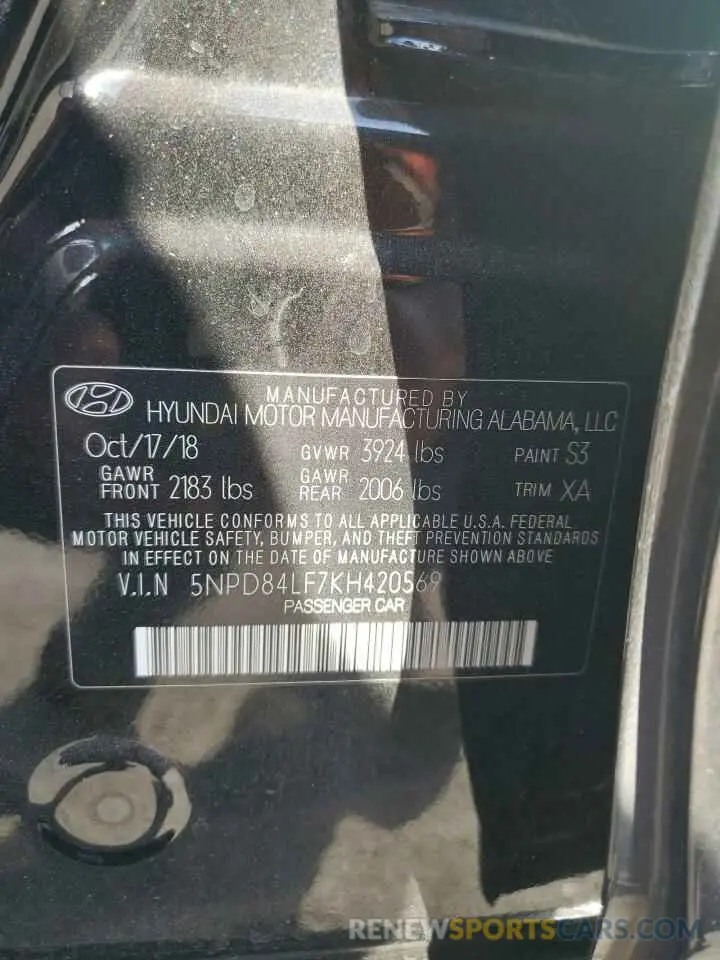 MANUFACTURED BY
HYUNDAI MOTOR MANUFACTURING ALABAMA, LLC
Oct/17/18 GVWR 3924 lbs PAINT S3
GAWR FRONT 2183 lbs GAWR REAR 2006 lbs TRIM XA
THIS VEHICLE CONFORMS TO ALL APPLICABLE U.S.A. FEDERAL
MOTOR VEHICLE SAFETY, BUMPER, AND THEFT PREVENTION STANDARDS
IN EFFECT ON THE DATE OF MANUFACTURE SHOWN ABOVE
V.I.N 5NPD84LF7KH420569
PASSENGER CAR
RENEWSPORTSCARS.COM